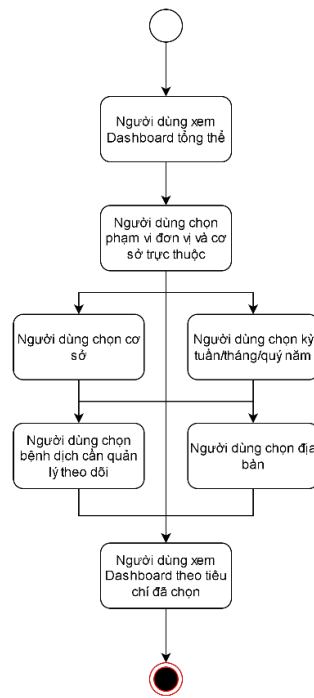 Người dùng xem
Dashboard tổng thể
Người dùng chọn
phạm vi đơn vị và cơ
sở trực thuộc
Người dùng chọn cơ
sở
Người dùng chọn kỳ
tuần/tháng/quý năm
Người dùng chọn
bệnh dịch cần quản
lý theo dõi
Người dùng chọn địa
bàn
Người dùng xem
Dashboard theo tiêu
chí đã chọn